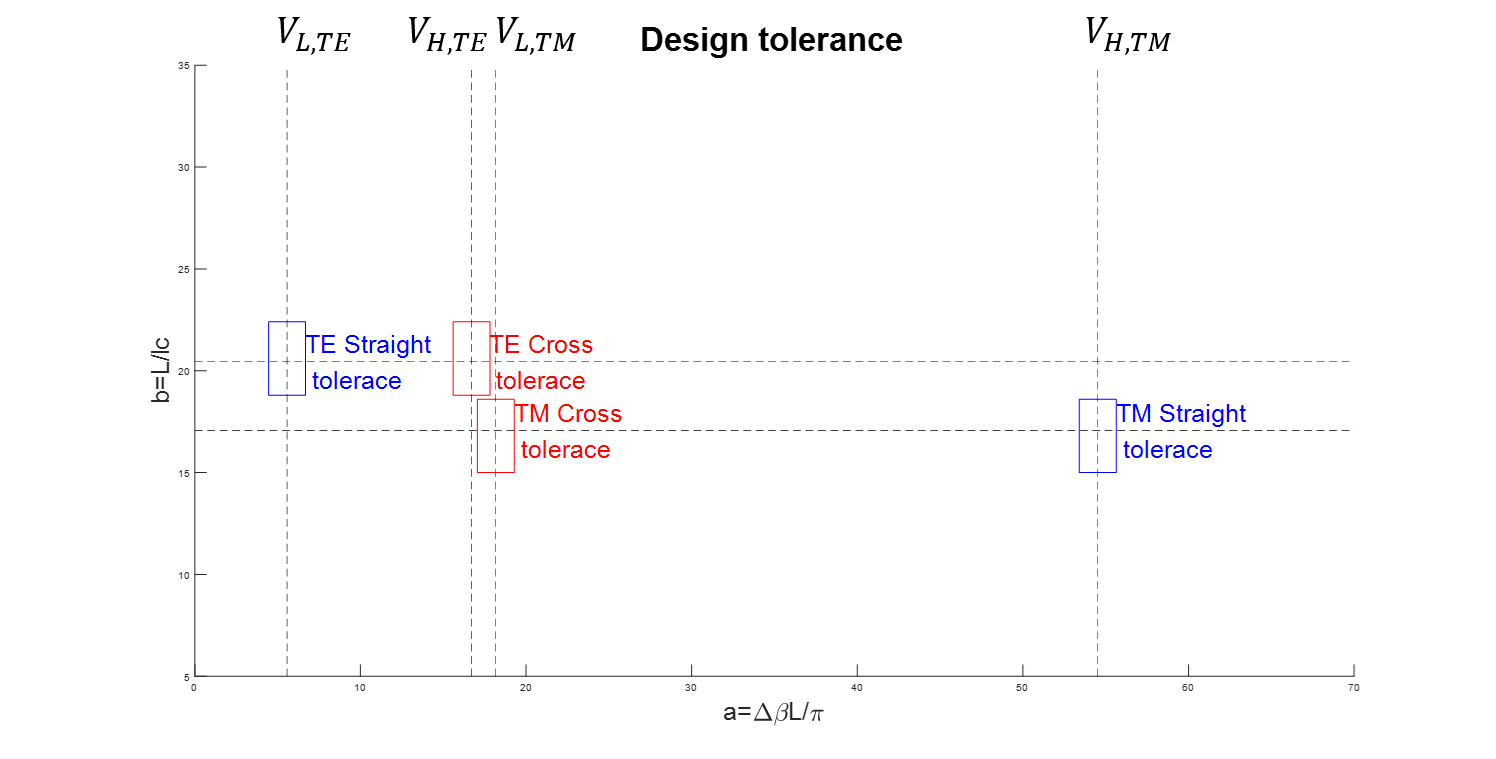 V_{L,TE} V_{H,TE} V_{L,TM} Design tolerance V_{H,TM}
35
30
25
20
15
10
5
b=L/lc
TE Straight
tolerace
TE Cross
tolerace
TM Cross
tolerace
TM Straight
tolerace
0 10 20 30 40 50 60 70
a=ΔβL/π